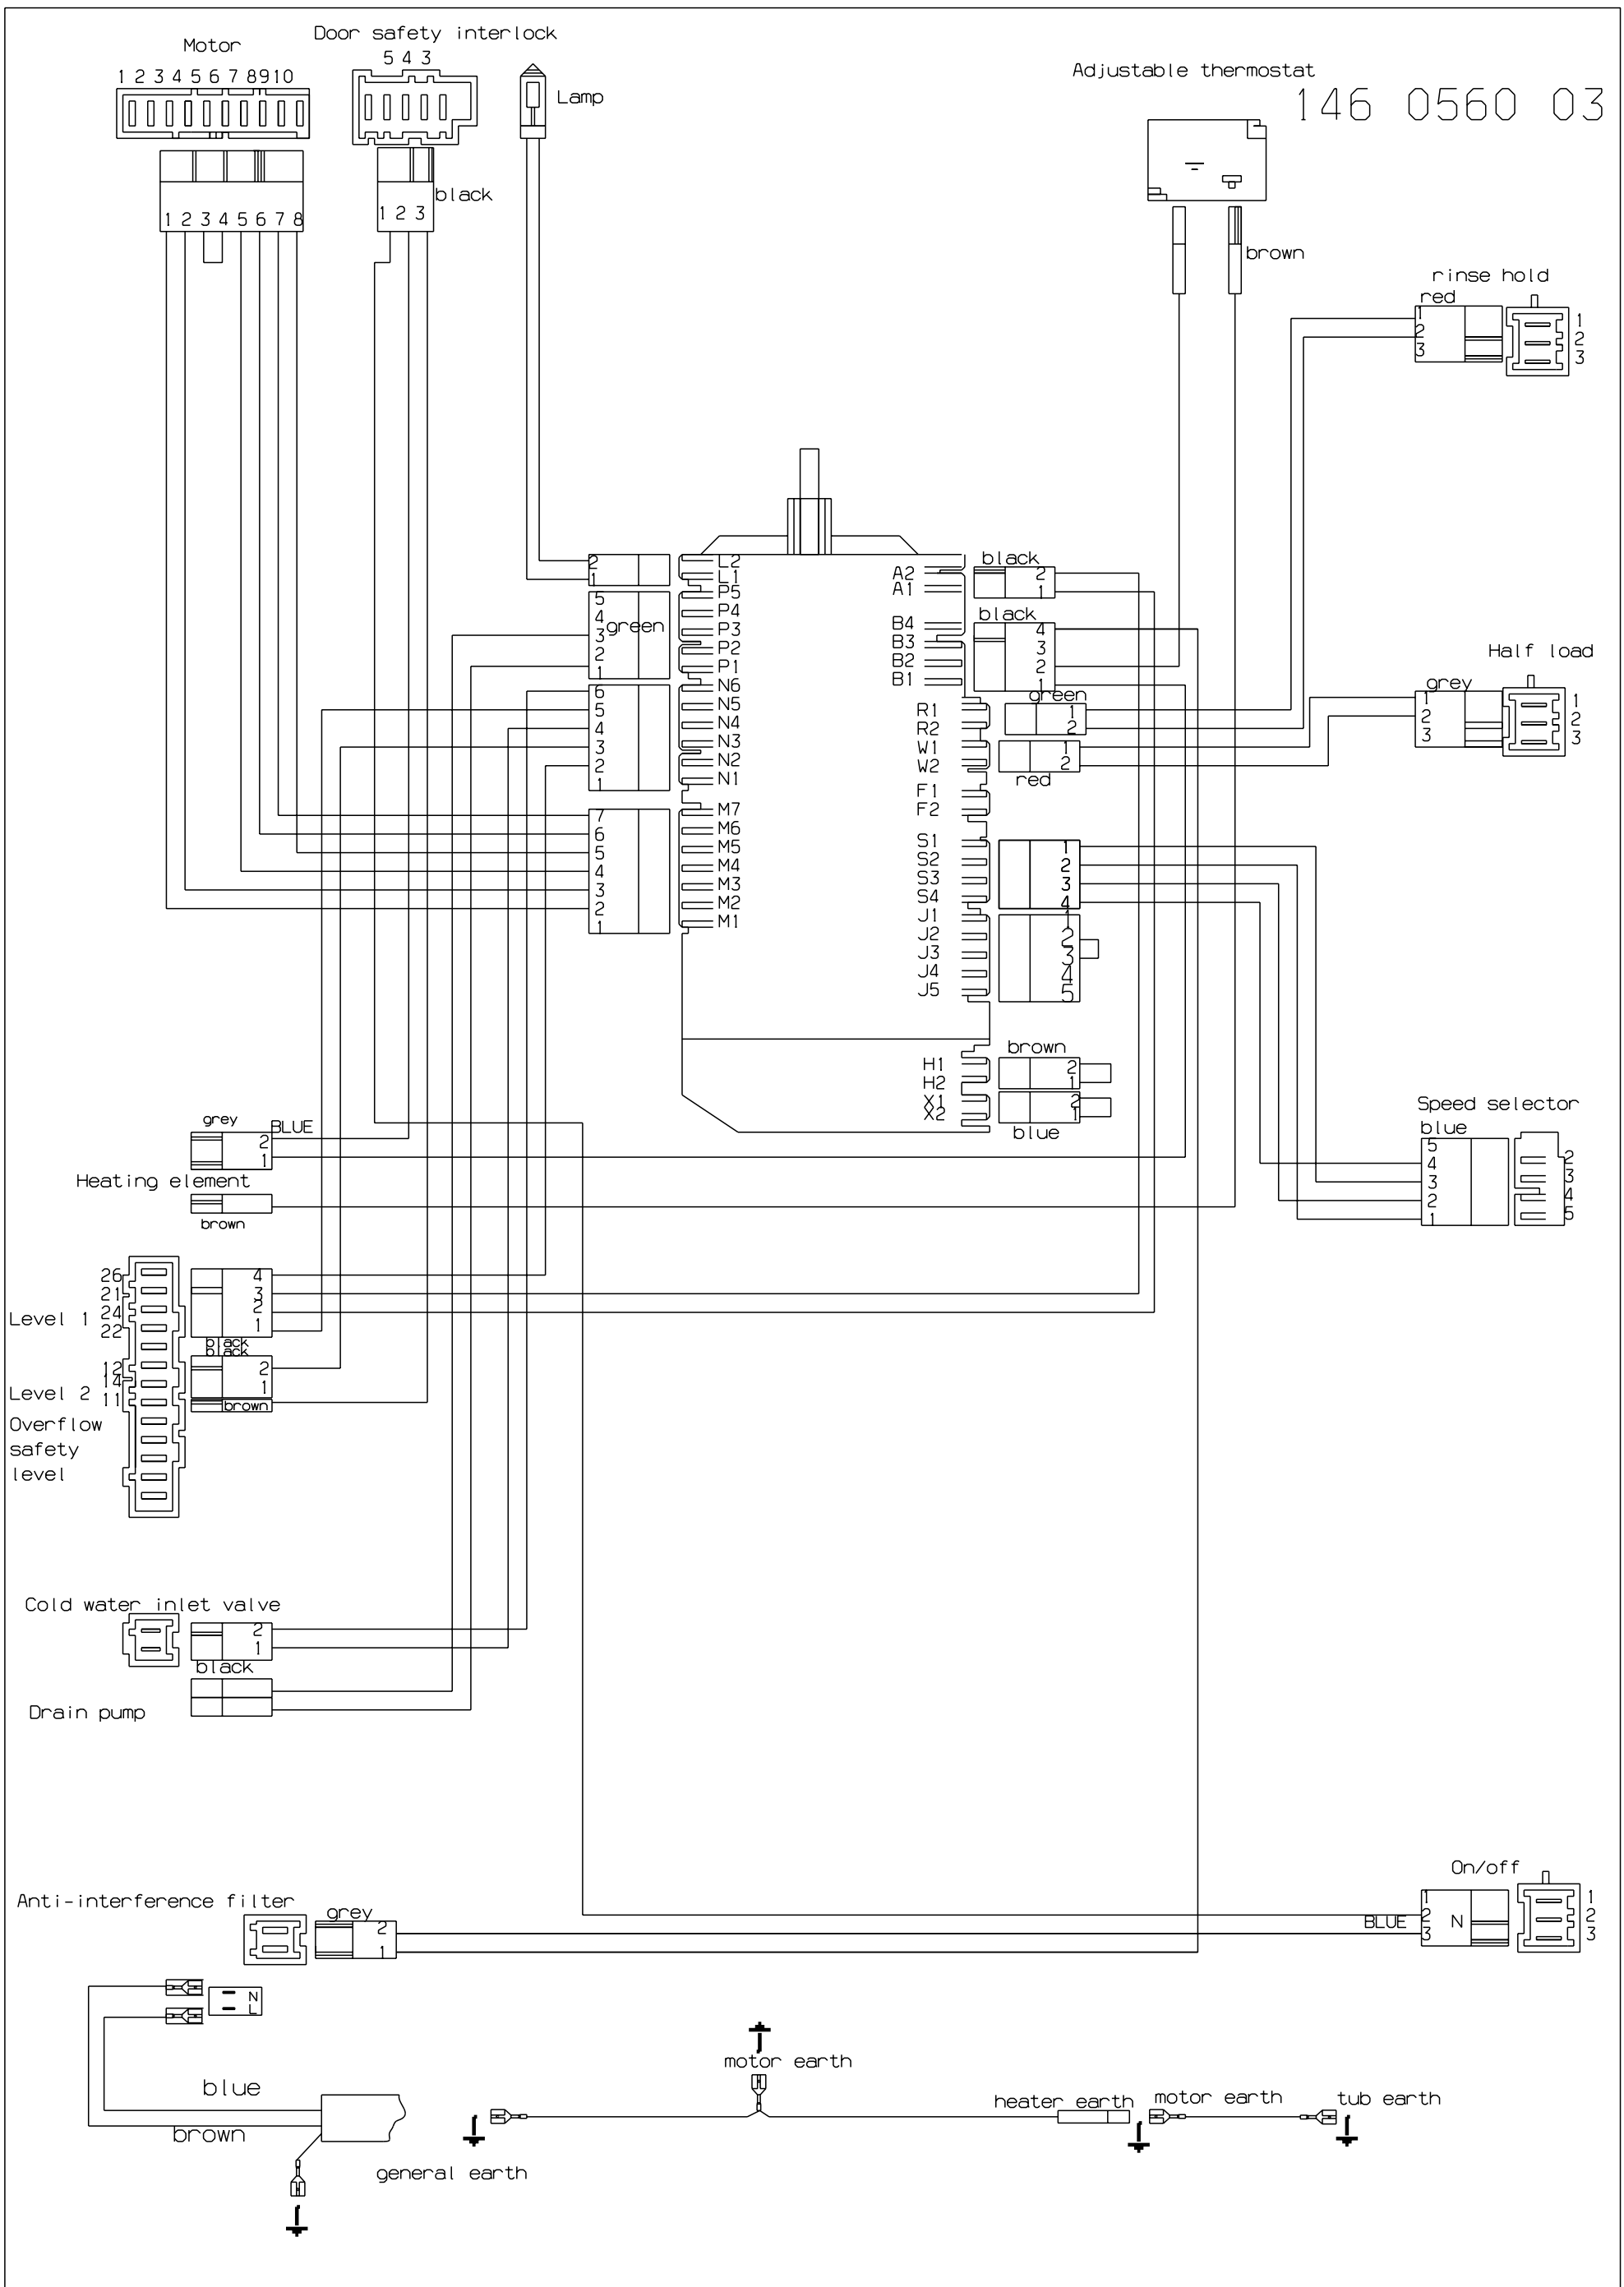 Door safety interlock
Motor
5 4 3
1 2 3 4 5 6 7 8 9 10
Lamp
Adjustable thermostat
146 0560 03
black
1 2 3
1 2 3 4 5 6 7 8
brown
rinse hold
red
1
2
3
1
2
3
2
1
L2
L1
5
4
3
2
1
green
P5
P4
P3
P2
P1
6
5
4
3
2
1
N6
N5
N4
N3
N2
N1
7
6
5
4
3
2
1
M7
M6
M5
M4
M3
M2
M1
A2
A1
black
2
1
B4
B3
B2
B1
black
4
3
2
1
R1
R2
green
1
2
W1
W2
1
2
red
F1
F2
S1
S2
S3
S4
1
2
3
4
J1
J2
J3
J4
J5
1
2
3
4
5
H1
H2
brown
2
1
X1
X2
2
1
blue
Half load
grey
1
2
3
1
2
3
Speed selector
blue
5
4
3
2
1
2
3
4
5
grey
BLUE
2
1
Heating element
brown
26
21
24
22
Level 1
4
3
2
1
black
black
12
14
11
Level 2
2
1
brown
Overflow
safety
level
Cold water inlet valve
2
1
black
Drain pump
On/off
1
2
3
N
BLUE
1
2
3
Anti-interference filter
grey
2
1
N
L
blue
brown
general earth
motor earth
heater earth
motor earth
tub earth